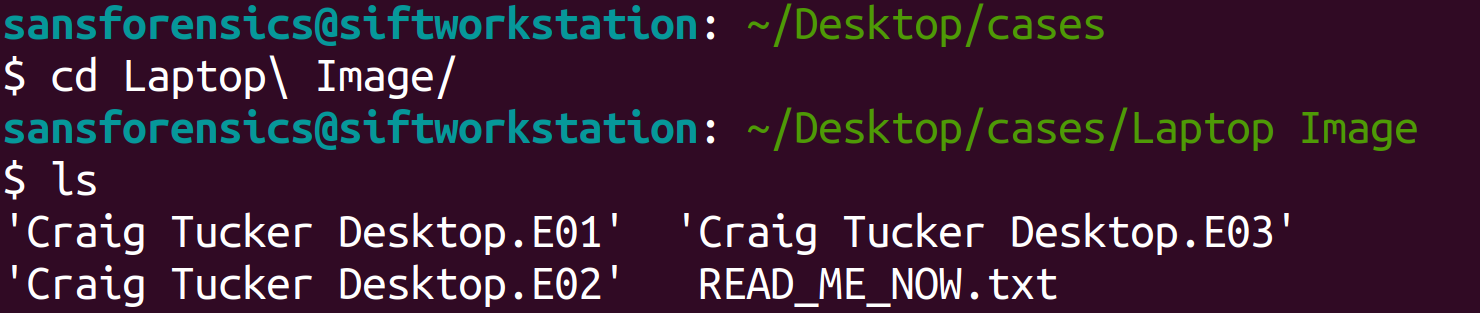 sansforensics@siftworkstation: ~/Desktop/cases
$ cd Laptop\ Image/
sansforensics@siftworkstation: ~/Desktop/cases/Laptop Image
$ ls
'Craig Tucker Desktop.E01'  'Craig Tucker Desktop.E03'
'Craig Tucker Desktop.E02'   READ_ME_NOW.txt